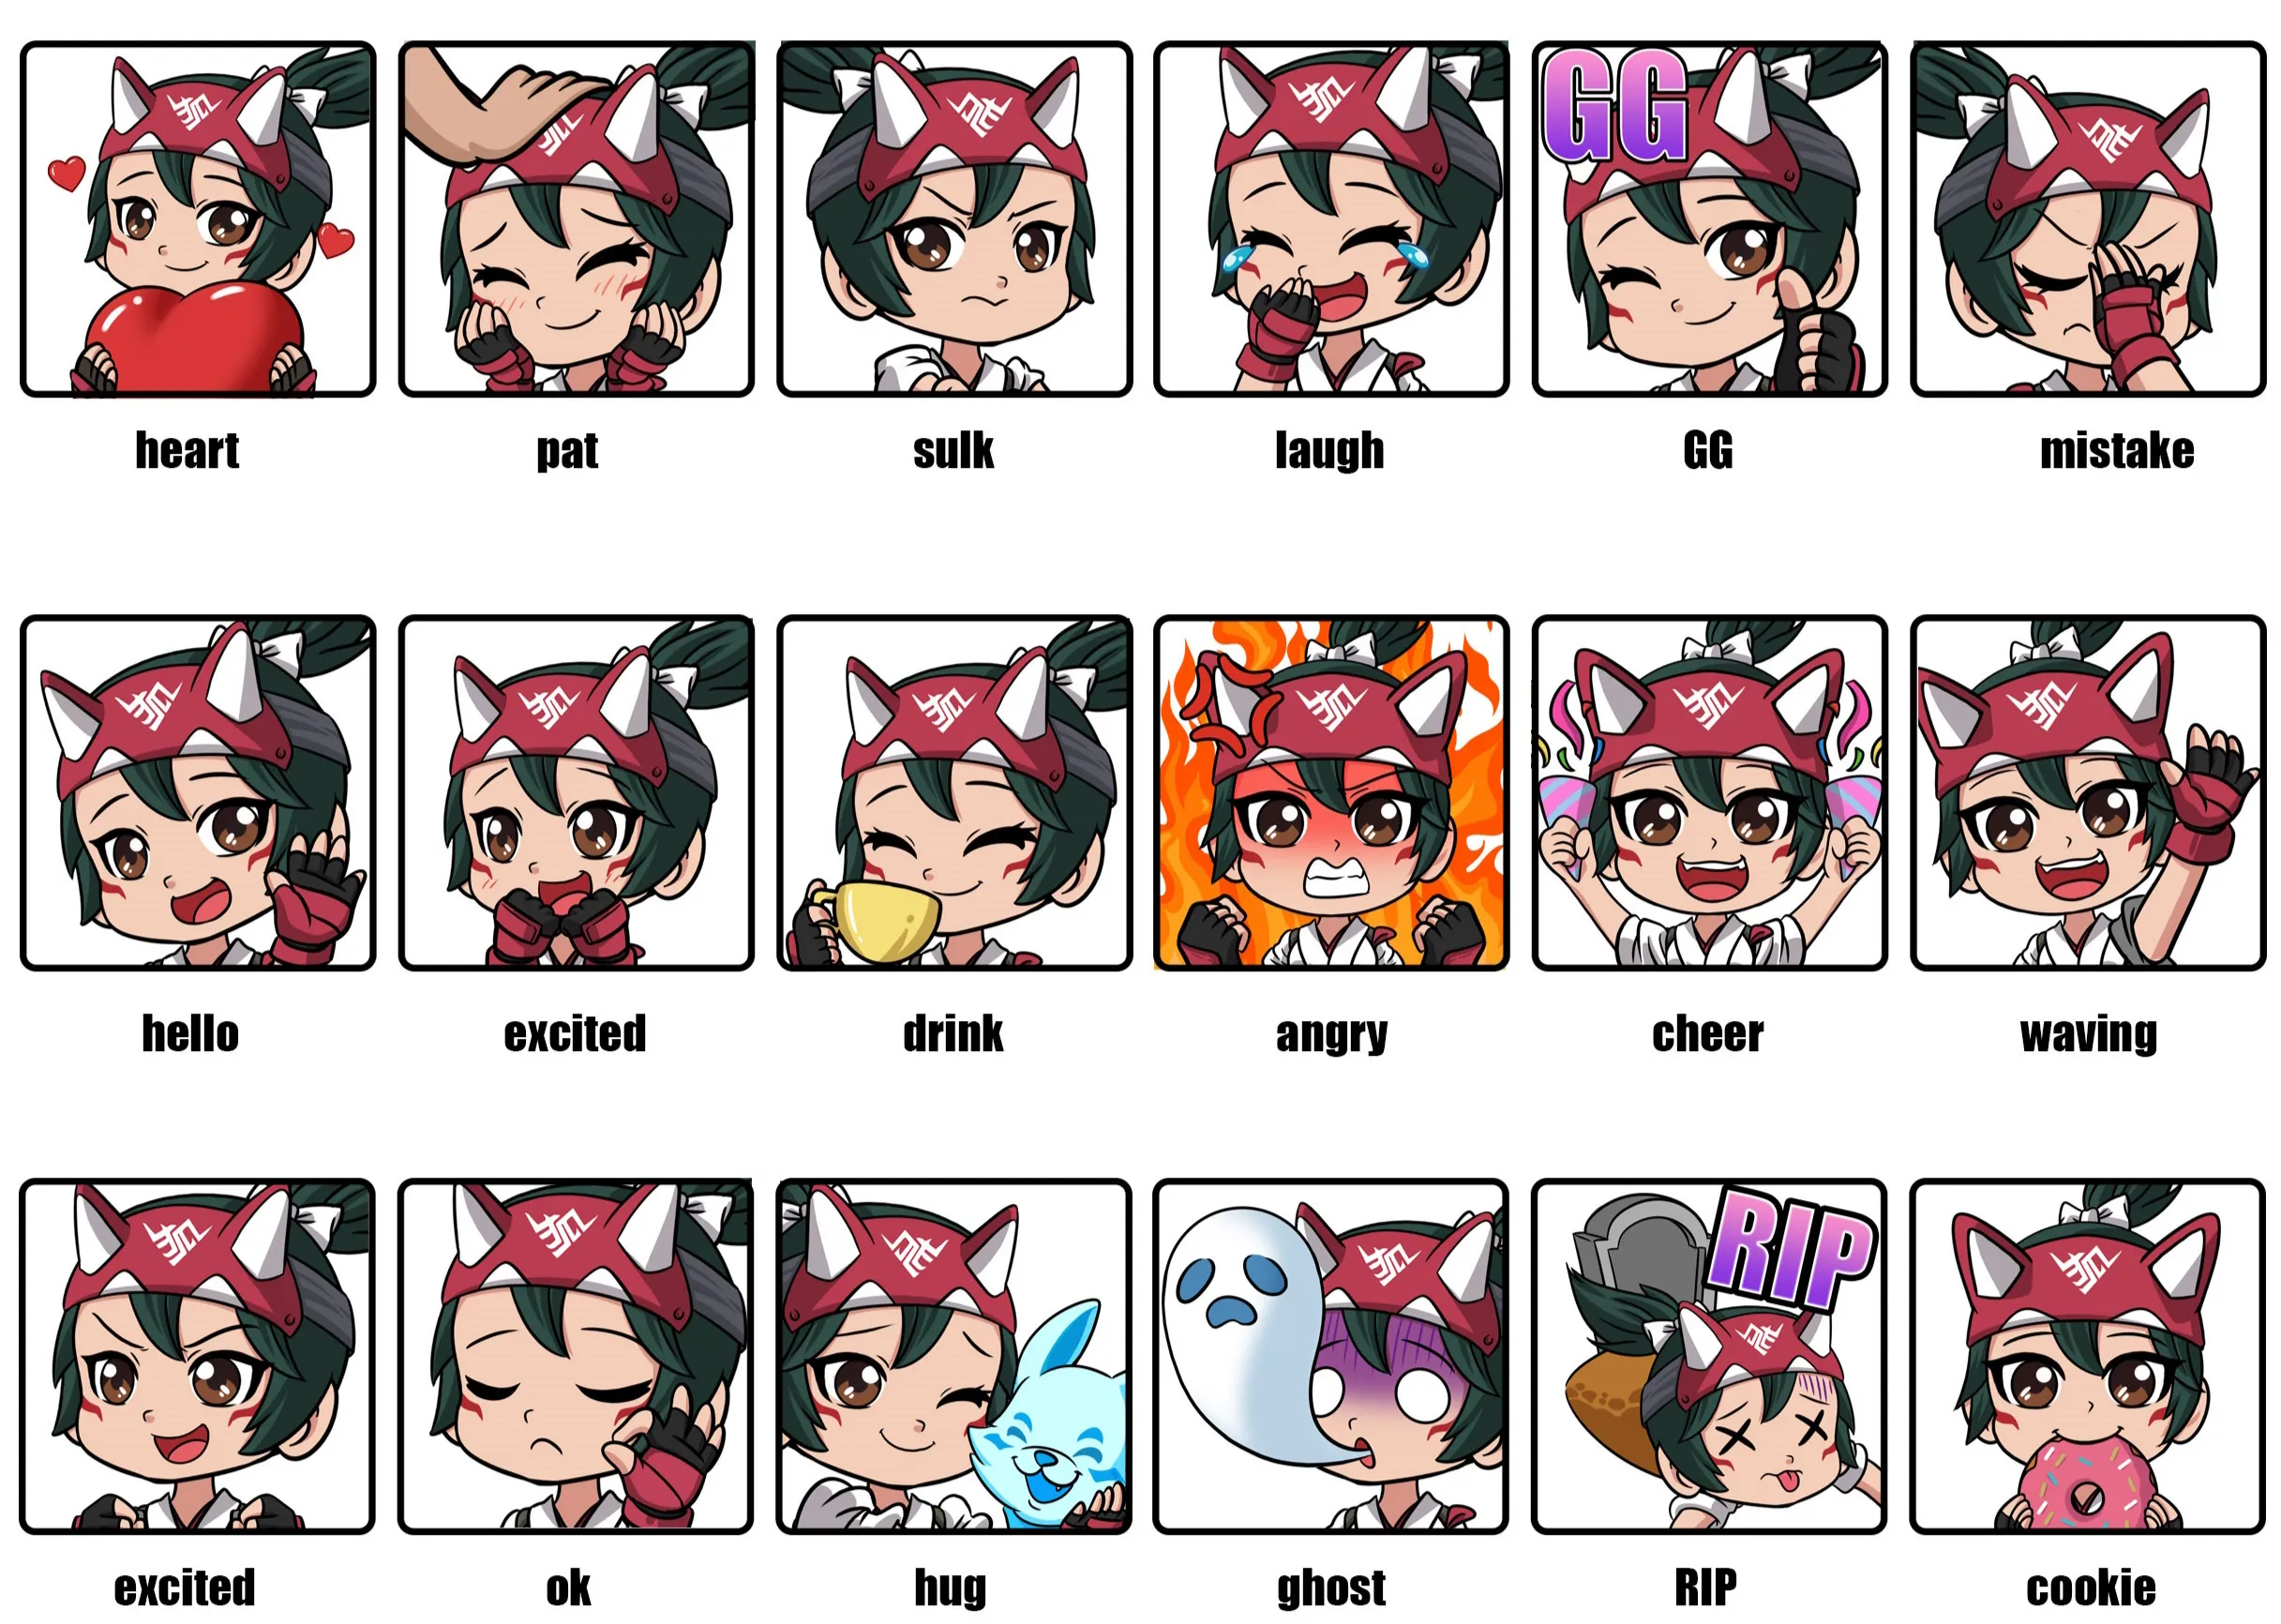 GG
heart pat sulk laugh GG mistake
hello excited drink angry cheer waving
RIP
excited ok hug ghost RIP cookie